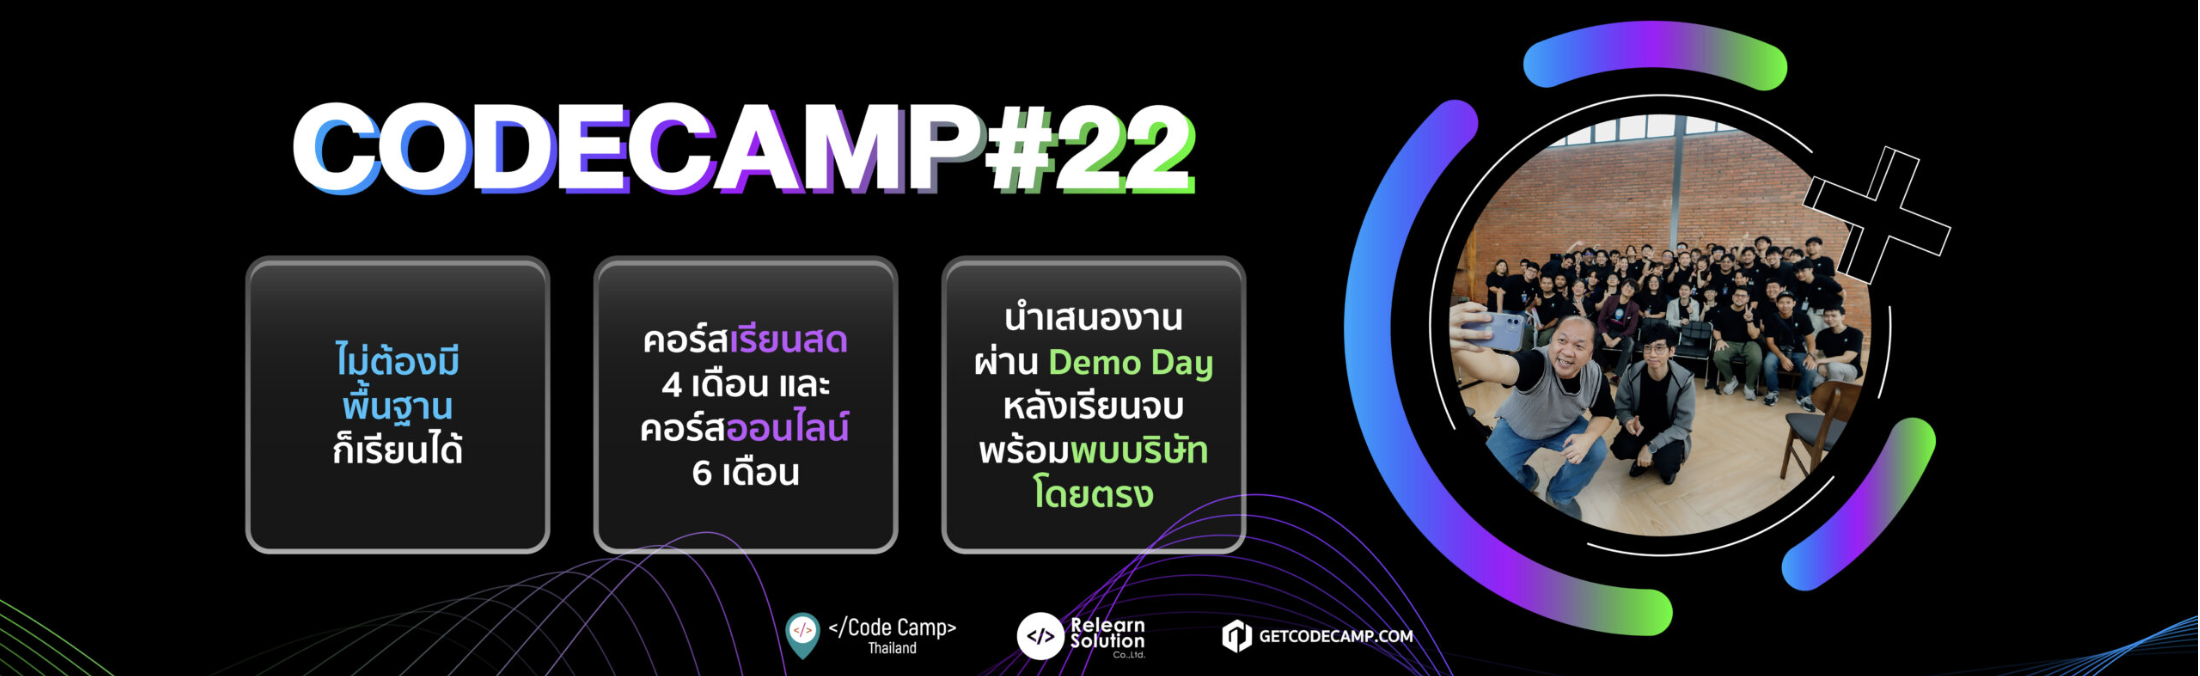 CODECAMP#22
ไม่ต้องมี
พื้นฐาน
ก็เรียนได้
คอร์สเรียนสด
4 เดือน และ
คอร์สออนไลน์
6 เดือน
นำเสนองาน
ผ่าน Demo Day
หลังเรียนจบ
พร้อมพบบริษัท
โดยตรง
</> </Code Camp>
Thailand
</> Relearn
Solution
Co.,Ltd.
GETCODECAMP.COM